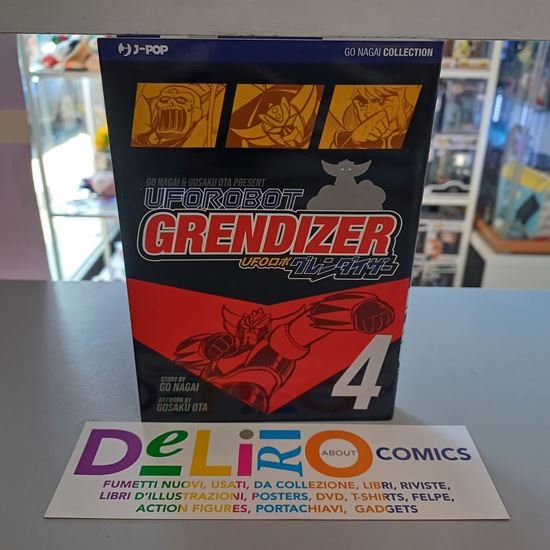 J-POP
GO NAGAI COLLECTION
GO NAGAI & GOSAKU OTA PRESENT
UFOROBOT
GRENDIZER
UFOロボ グレンダイザー
STORY BY
GO NAGAI
ARTWORK BY
GOSAKU OTA
4
DeLiRiO ABOUT COMICS
FUMETTI NUOVI, USATI, DA COLLEZIONE, LIBRI, RIVISTE,
LIBRI D'ILLUSTRAZIONI, POSTERS, DVD, T-SHIRTS, FELPE,
ACTION FIGURES, PORTACHIAVI, GADGETS